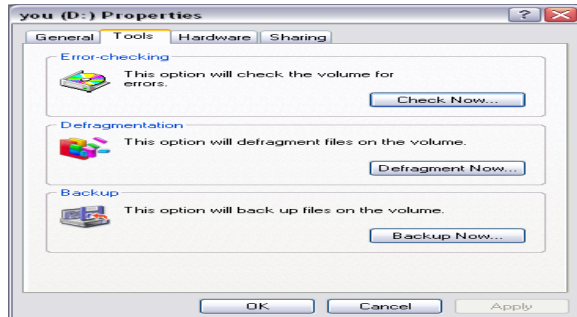 you (D:) Properties
General Tools Hardware Sharing
Error-checking
This option will check the volume for
errors.
Check Now...
Defragmentation
This option will defragment files on the volume.
Defragment Now...
Backup
This option will back up files on the volume.
Backup Now...
OK Cancel Apply